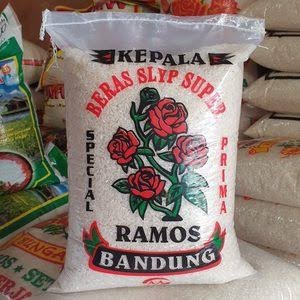 KEPALA
BERAS SLYP SUPER
SPECIAL
PRIMA
RAMOS
BANDUNG